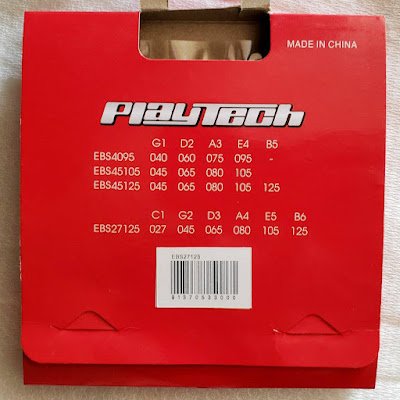 MADE IN CHINA
PlayTech
G1 D2 A3 E4 B5
EBS4095 040 060 075 095 -
EBS45105 045 065 080 105
EBS45125 045 065 080 105 125
C1 G2 D3 A4 E5 B6
EBS27125 027 045 065 080 105 125
EBS27125